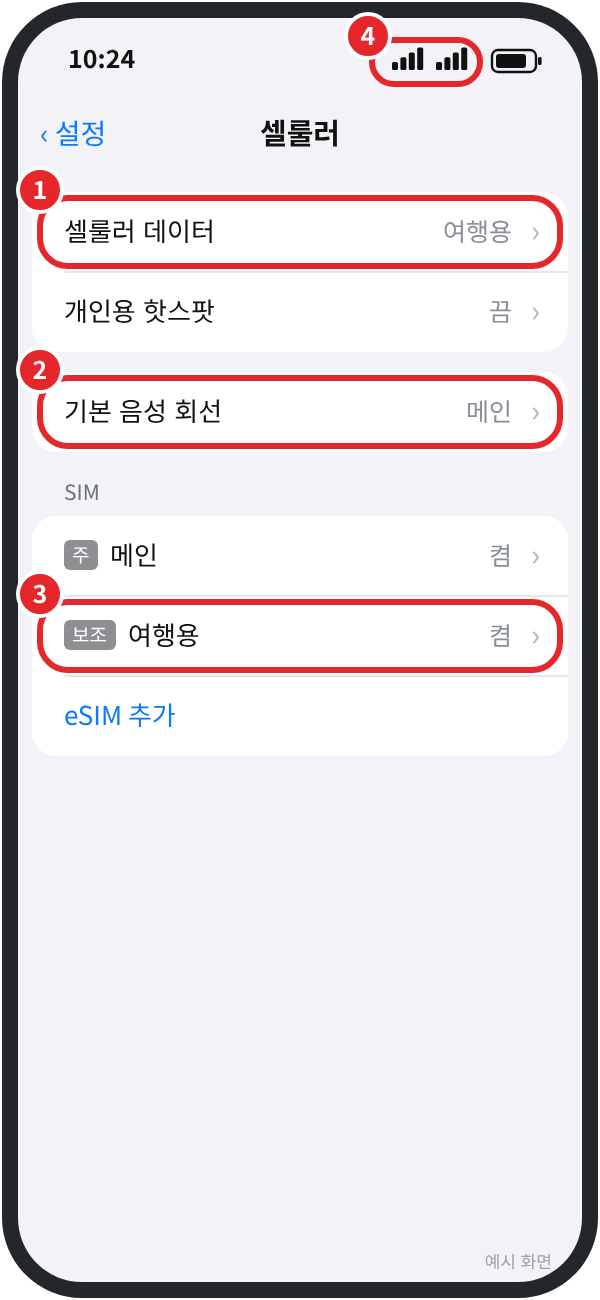 4
10:24
‹ 설정
셀룰러
1
셀룰러 데이터 여행용 ›
개인용 핫스팟 끔 ›
2
기본 음성 회선 메인 ›
SIM
주 메인 켬 ›
3
보조 여행용 켬 ›
eSIM 추가
예시 화면